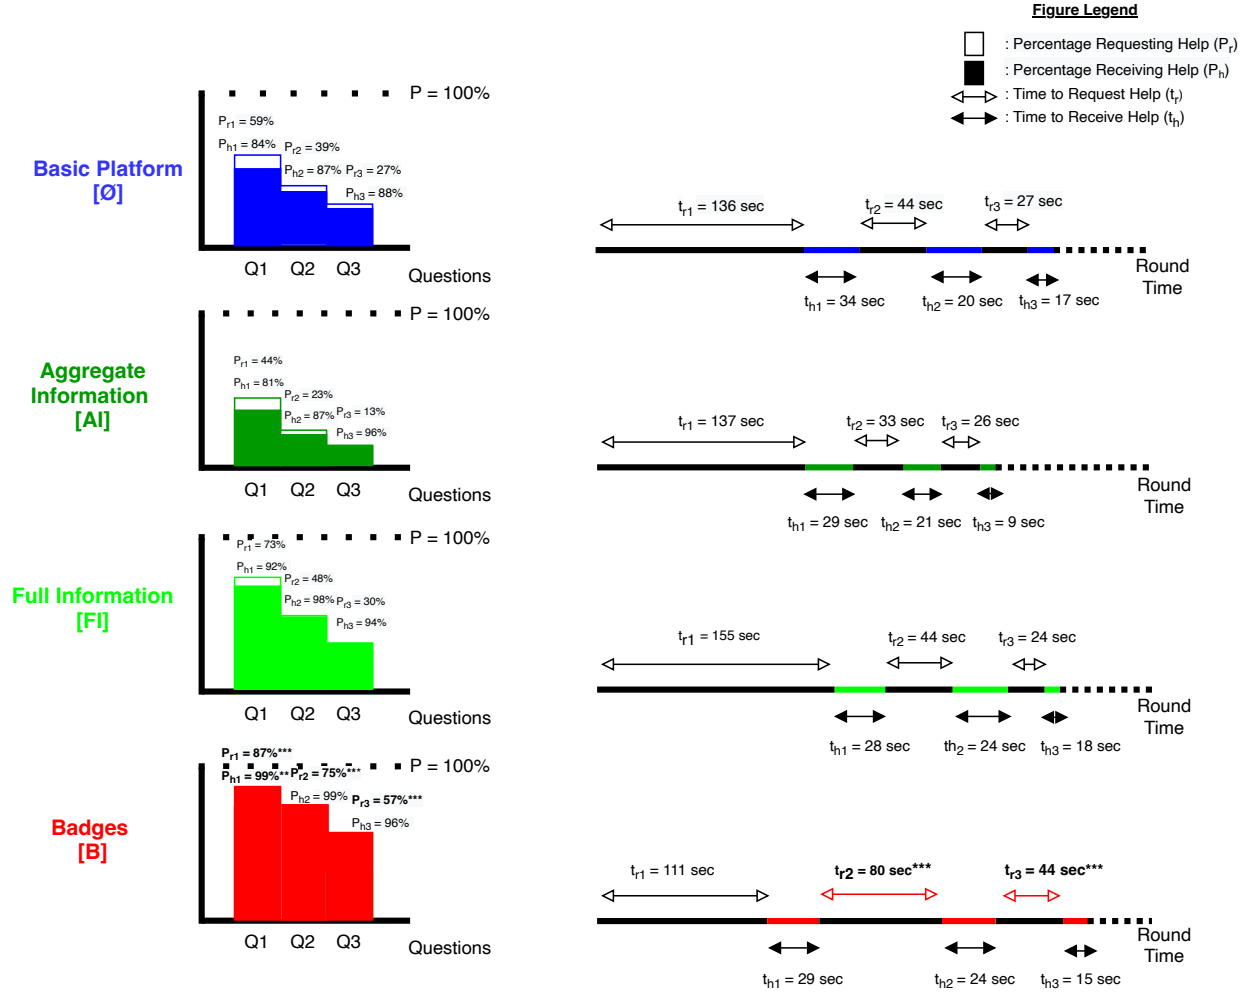 Figure Legend
: Percentage Requesting Help (Pr)
: Percentage Receiving Help (Ph)
: Time to Request Help (tr)
: Time to Receive Help (th)
Basic Platform
[Ø]
P = 100%
Pr1 = 59%
Ph1 = 84%
Pr2 = 39%
Ph2 = 87%
Pr3 = 27%
Ph3 = 88%
Q1 Q2 Q3
Questions
tr1 = 136 sec
tr2 = 44 sec
tr3 = 27 sec
th1 = 34 sec
th2 = 20 sec
th3 = 17 sec
Round
Time
Aggregate
Information
[AI]
P = 100%
Pr1 = 44%
Ph1 = 81%
Pr2 = 23%
Ph2 = 87%
Pr3 = 13%
Ph3 = 96%
Q1 Q2 Q3
Questions
tr1 = 137 sec
tr2 = 33 sec
tr3 = 26 sec
th1 = 29 sec
th2 = 21 sec
th3 = 9 sec
Round
Time
Full Information
[FI]
P = 100%
Pr1 = 73%
Ph1 = 92%
Pr2 = 48%
Ph2 = 98%
Pr3 = 30%
Ph3 = 94%
Q1 Q2 Q3
Questions
tr1 = 155 sec
tr2 = 44 sec
tr3 = 24 sec
th1 = 28 sec
th2 = 24 sec
th3 = 18 sec
Round
Time
Badges
[B]
P = 100%
Pr1 = 87%***
Ph1 = 99%**
Pr2 = 75%***
Ph2 = 99%
Pr3 = 57%***
Ph3 = 96%
Q1 Q2 Q3
Questions
tr1 = 111 sec
tr2 = 80 sec***
tr3 = 44 sec***
th1 = 29 sec
th2 = 24 sec
th3 = 15 sec
Round
Time